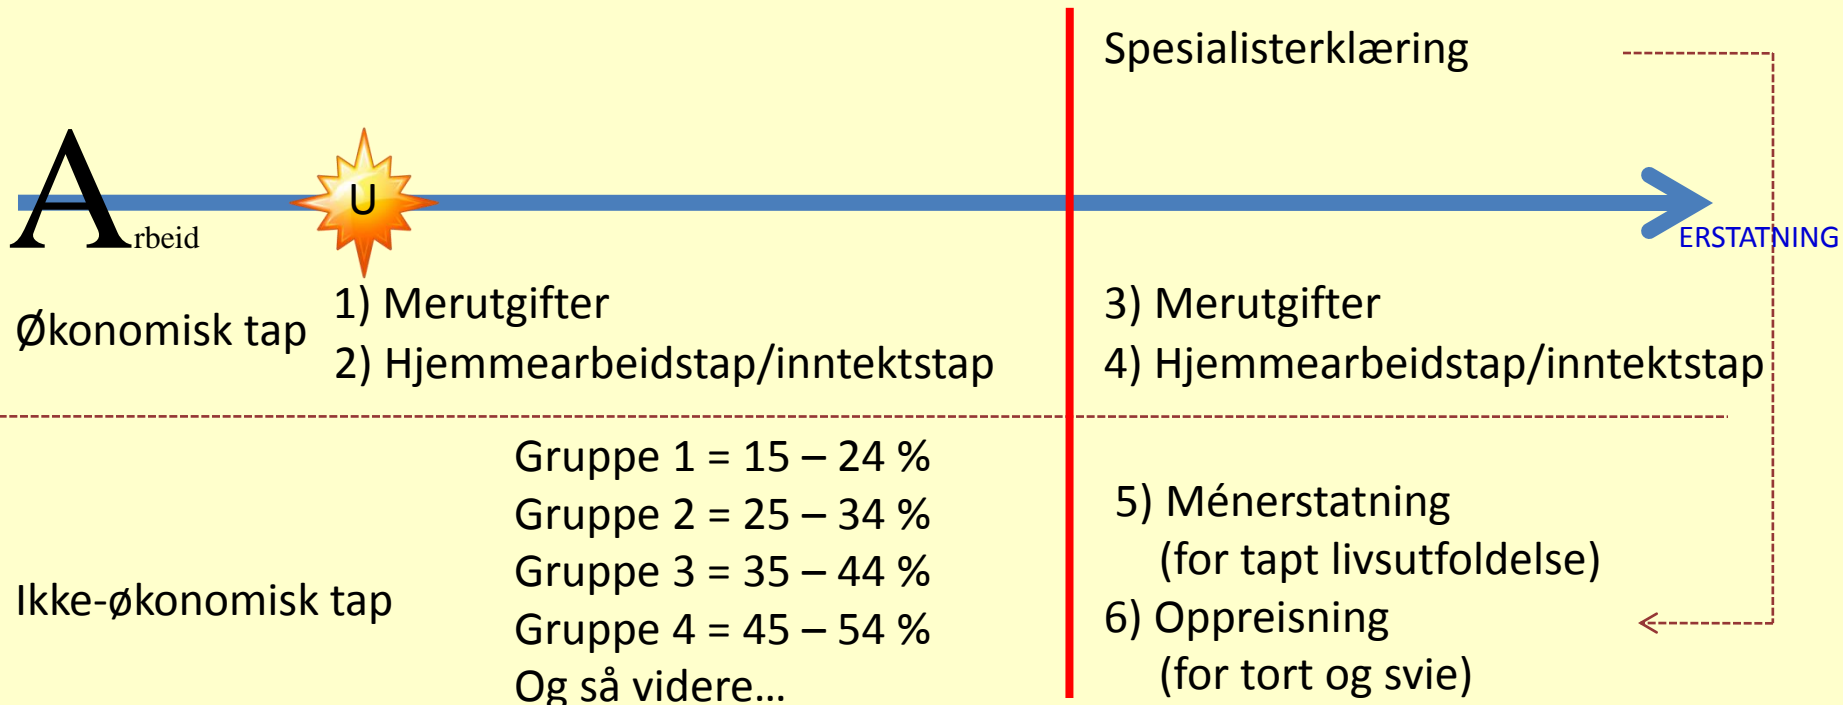 Spesialisterklæring
U
Arbeid
ERSTATNING
Økonomisk tap
1) Merutgifter
2) Hjemmearbeidstap/inntektstap
3) Merutgifter
4) Hjemmearbeidstap/inntektstap
Ikke-økonomisk tap
Gruppe 1 = 15 – 24 %
Gruppe 2 = 25 – 34 %
Gruppe 3 = 35 – 44 %
Gruppe 4 = 45 – 54 %
Og så videre...
5) Ménerstatning
(for tapt livsutfoldelse)
6) Oppreisning
(for tort og svie)